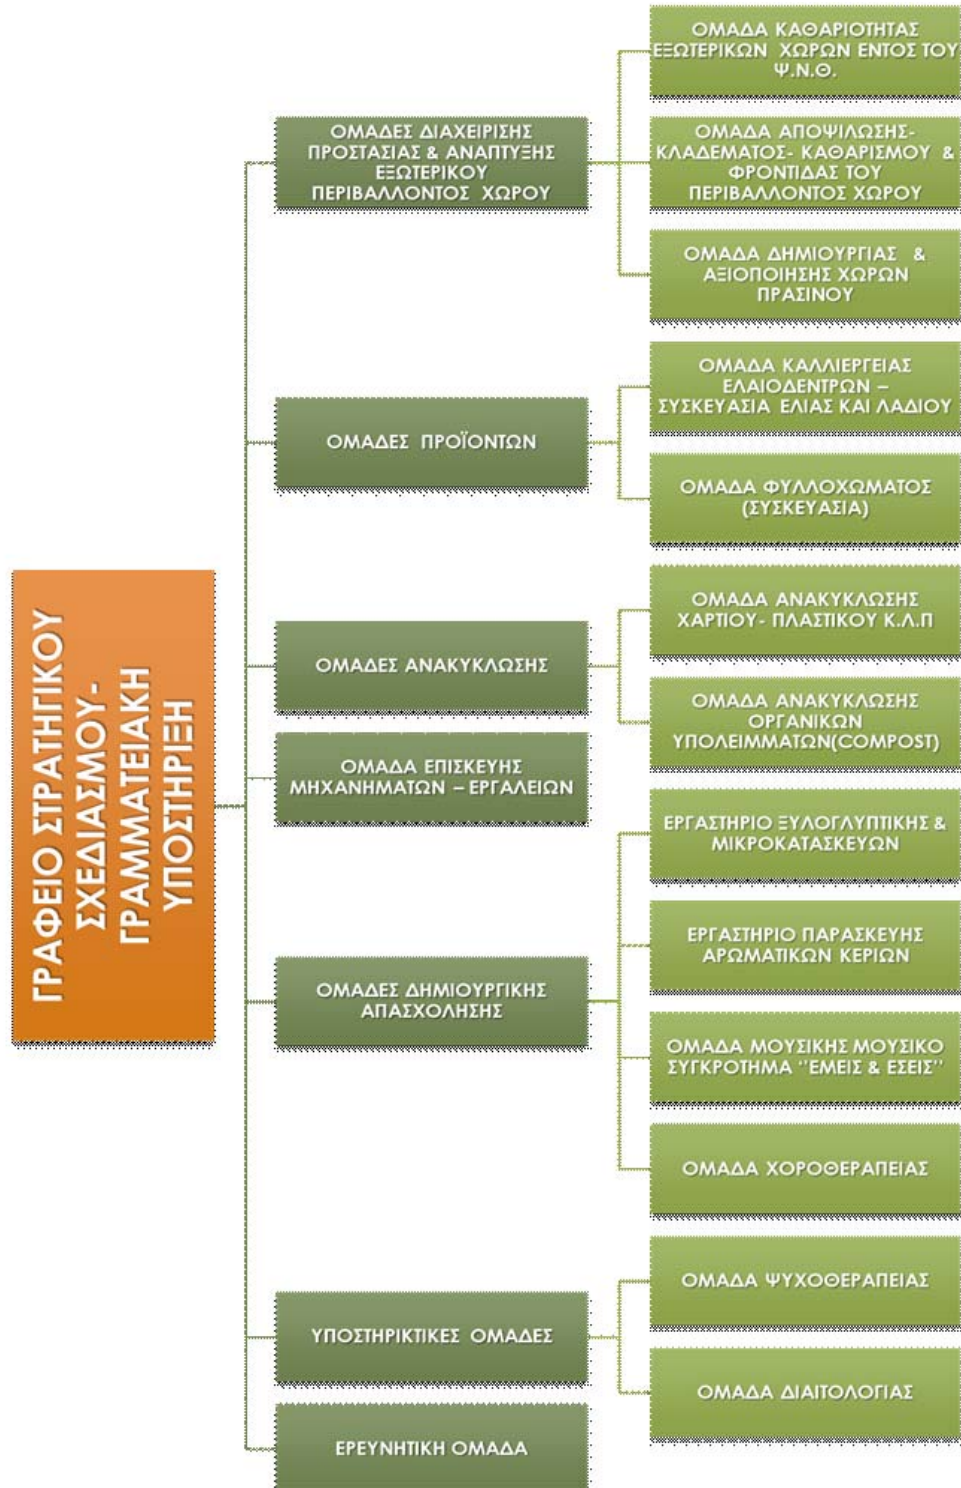 ΓΡΑΦΕΙΟ ΣΤΡΑΤΗΓΙΚΟΥ
ΣΧΕΔΙΑΣΜΟΥ-
ΓΡΑΜΜΑΤΕΙΑΚΗ
ΥΠΟΣΤΗΡΙΞΗ
ΟΜΑΔΕΣ ΔΙΑΧΕΙΡΙΣΗΣ
ΠΡΟΣΤΑΣΙΑΣ & ΑΝΑΠΤΥΞΗΣ
ΕΞΩΤΕΡΙΚΟΥ
ΠΕΡΙΒΑΛΛΟΝΤΟΣ ΧΩΡΟΥ
ΟΜΑΔΑ ΚΑΘΑΡΙΟΤΗΤΑΣ
ΕΞΩΤΕΡΙΚΩΝ ΧΩΡΩΝ ΕΝΤΟΣ ΤΟΥ
Ψ.Ν.Θ.
ΟΜΑΔΑ ΑΠΟΨΙΛΩΣΗΣ-
ΚΛΑΔΕΜΑΤΟΣ- ΚΑΘΑΡΙΣΜΟΥ &
ΦΡΟΝΤΙΔΑΣ ΤΟΥ
ΠΕΡΙΒΑΛΛΟΝΤΟΣ ΧΩΡΟΥ
ΟΜΑΔΑ ΔΗΜΙΟΥΡΓΙΑΣ &
ΑΞΙΟΠΟΙΗΣΗΣ ΧΩΡΩΝ
ΠΡΑΣΙΝΟΥ
ΟΜΑΔΕΣ ΠΡΟΪΟΝΤΩΝ
ΟΜΑΔΑ ΚΑΛΛΙΕΡΓΕΙΑΣ
ΕΛΑΙΟΔΕΝΤΡΩΝ –
ΣΥΣΚΕΥΑΣΙΑ ΕΛΙΑΣ ΚΑΙ ΛΑΔΙΟΥ
ΟΜΑΔΑ ΦΥΛΛΟΧΩΜΑΤΟΣ
(ΣΥΣΚΕΥΑΣΙΑ)
ΟΜΑΔΕΣ ΑΝΑΚΥΚΛΩΣΗΣ
ΟΜΑΔΑ ΑΝΑΚΥΚΛΩΣΗΣ
ΧΑΡΤΙΟΥ- ΠΛΑΣΤΙΚΟΥ Κ.Λ.Π
ΟΜΑΔΑ ΑΝΑΚΥΚΛΩΣΗΣ
ΟΡΓΑΝΙΚΩΝ
ΥΠΟΛΕΙΜΜΑΤΩΝ(COMPOST)
ΟΜΑΔΑ ΕΠΙΣΚΕΥΗΣ
ΜΗΧΑΝΗΜΑΤΩΝ – ΕΡΓΑΛΕΙΩΝ
ΟΜΑΔΕΣ ΔΗΜΙΟΥΡΓΙΚΗΣ
ΑΠΑΣΧΟΛΗΣΗΣ
ΕΡΓΑΣΤΗΡΙΟ ΞΥΛΟΓΛΥΠΤΙΚΗΣ &
ΜΙΚΡΟΚΑΤΑΣΚΕΥΩΝ
ΕΡΓΑΣΤΗΡΙΟ ΠΑΡΑΣΚΕΥΗΣ
ΑΡΩΜΑΤΙΚΩΝ ΚΕΡΙΩΝ
ΟΜΑΔΑ ΜΟΥΣΙΚΗΣ ΜΟΥΣΙΚΟ
ΣΥΓΚΡΟΤΗΜΑ ''ΕΜΕΙΣ & ΕΣΕΙΣ''
ΟΜΑΔΑ ΧΟΡΟΘΕΡΑΠΕΙΑΣ
ΥΠΟΣΤΗΡΙΚΤΙΚΕΣ ΟΜΑΔΕΣ
ΟΜΑΔΑ ΨΥΧΟΘΕΡΑΠΕΙΑΣ
ΟΜΑΔΑ ΔΙΑΙΤΟΛΟΓΙΑΣ
ΕΡΕΥΝΗΤΙΚΗ ΟΜΑΔΑ